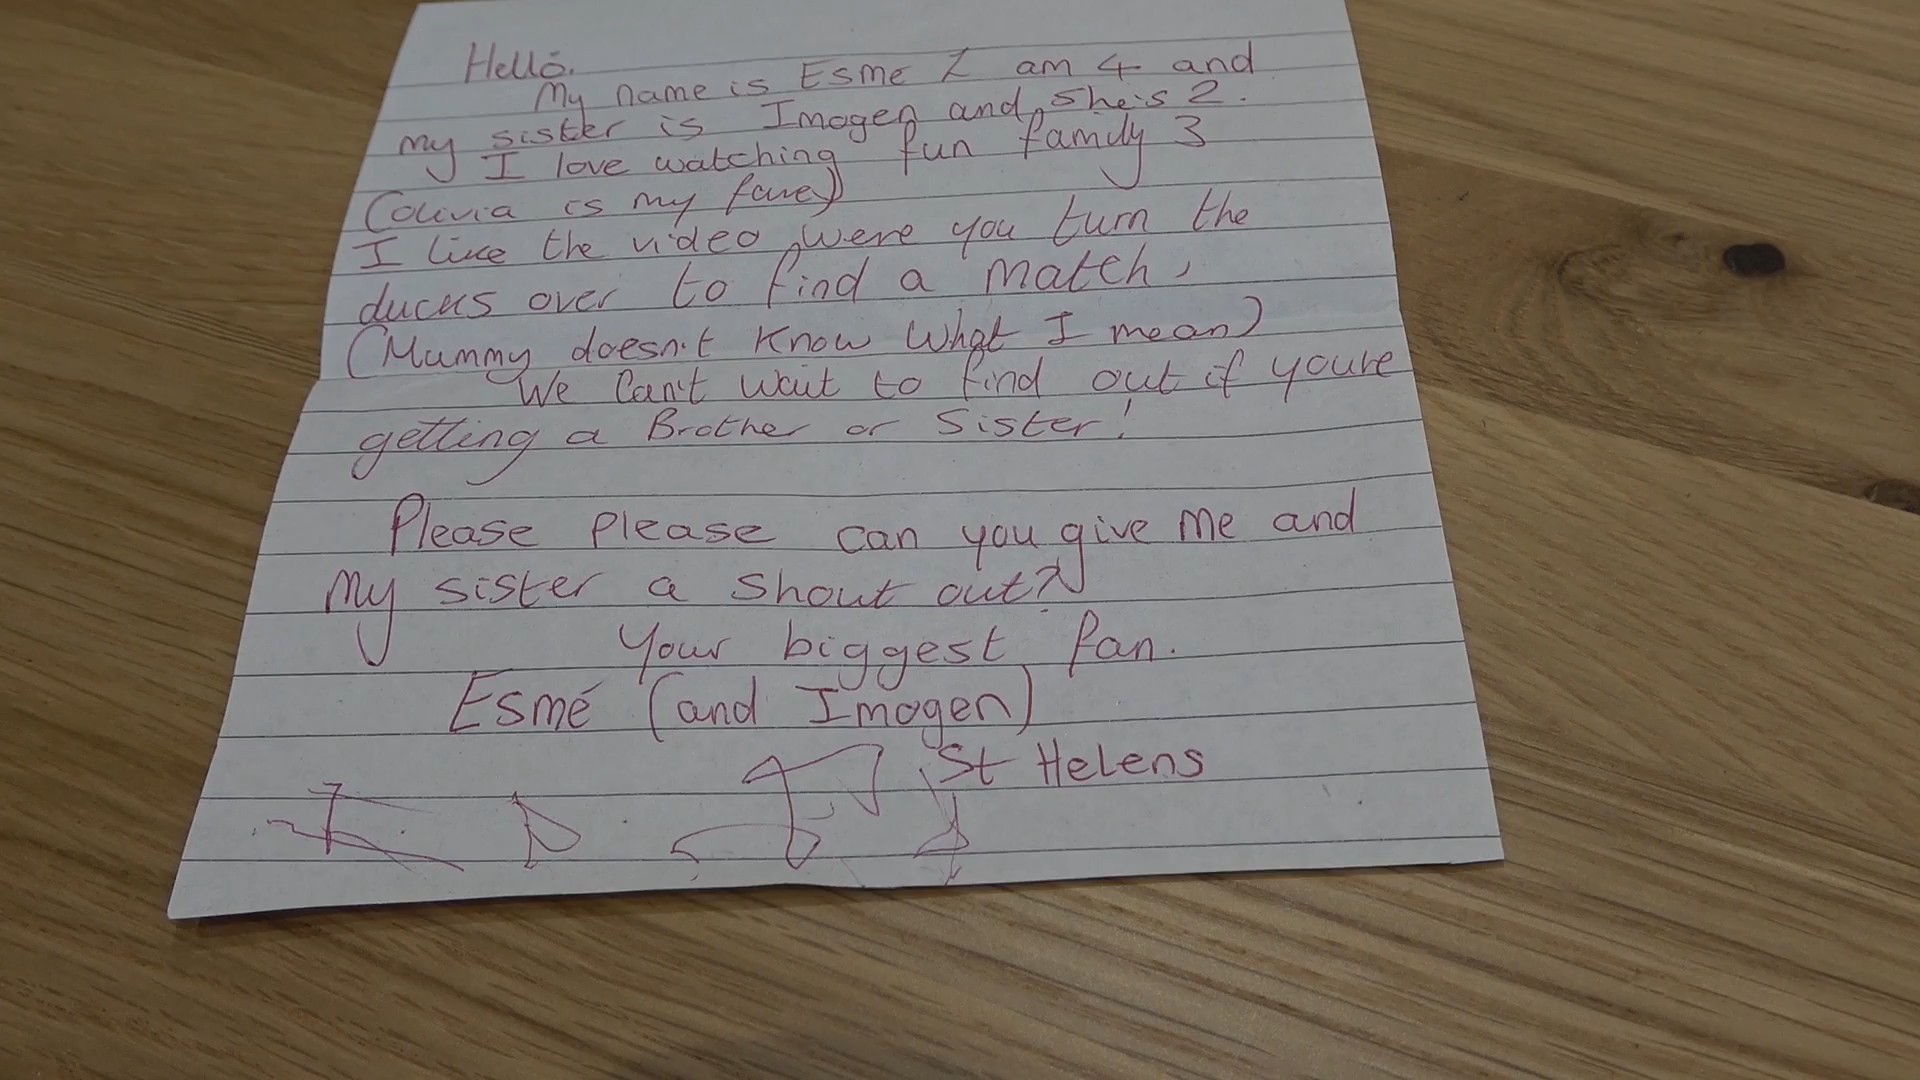 Hello.
My name is Esme I am 4 and
my sister is Imogen and she's 2.
I love watching fun family 3
(olivia is my fave)
I like the video were you turn the
ducks over to find a match,
(Mummy doesn't know what I mean)
We Can't wait to find out if you're
getting a Brother or Sister!
Please please can you give me and
my sister a shout out?
Your biggest fan.
Esmé (and Imogen)
St Helens